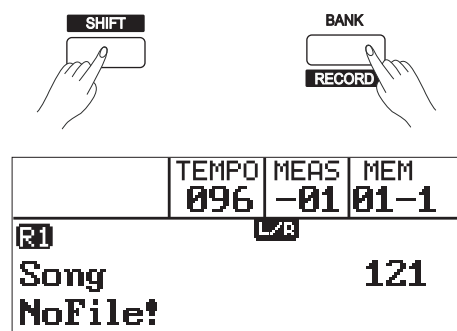 SHIFT BANK
RECORD
TEMPO MEAS MEM
096 -01 01-1
R1 L/R
Song 121
NoFile!